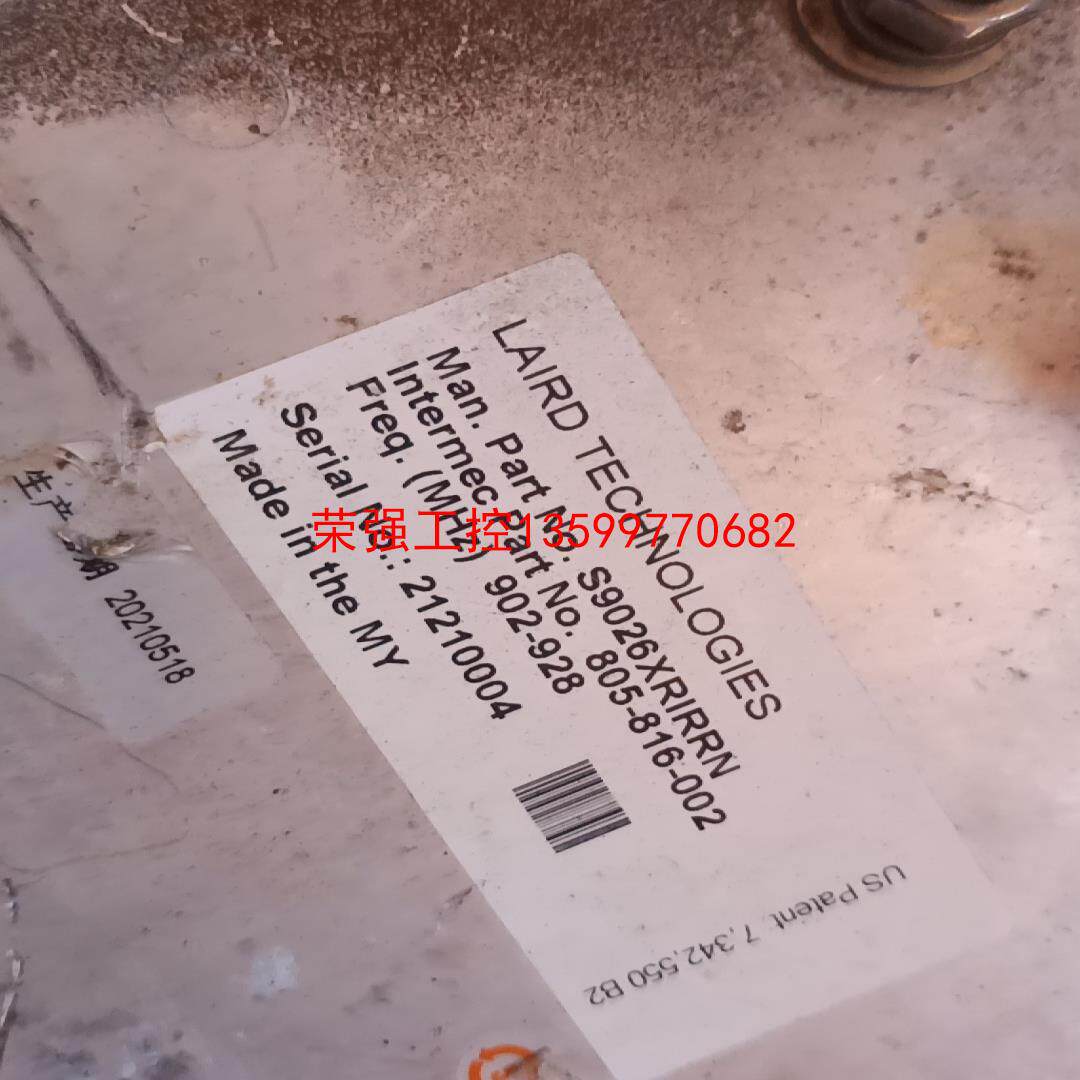 LAIRD TECHNOLOGIES
Man. Part No. S9026XRIRRN
Intermec Part No. 805-816-002
Freq. (MHz) 902-928
Serial No.: 21210004
Made in the MY
US Patent 7,342,550 B2
生产 期 20210518
荣强工控13599770682